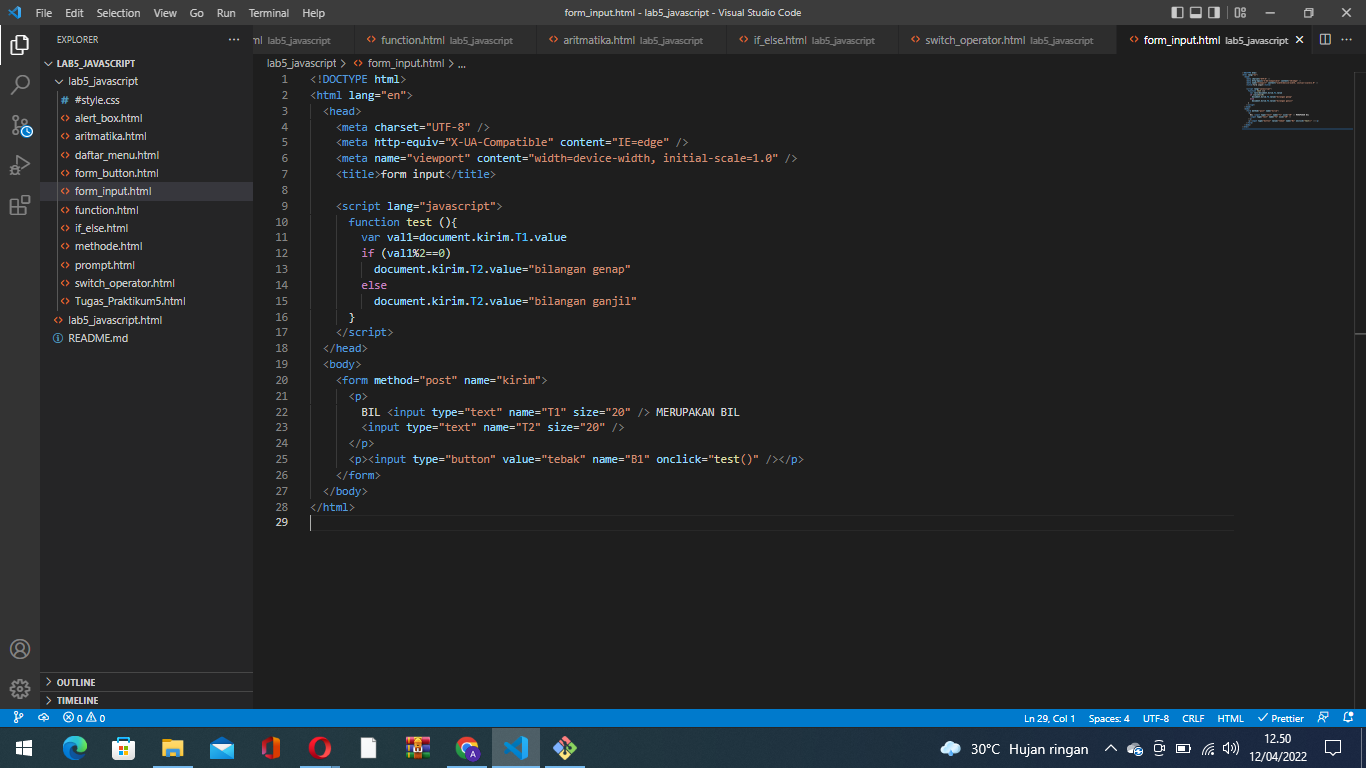 File Edit Selection View Go Run Terminal Help form_input.html - lab5_javascript - Visual Studio Code
EXPLORER
ml lab5_javascript function.html lab5_javascript aritmatika.html lab5_javascript if_else.html lab5_javascript switch_operator.html lab5_javascript form_input.html lab5_javascript
LAB5_JAVASCRIPT
lab5_javascript
#style.css
alert_box.html
aritmatika.html
daftar_menu.html
form_button.html
form_input.html
function.html
if_else.html
methode.html
prompt.html
switch_operator.html
Tugas_Praktikum5.html
lab5_javascript.html
README.md
OUTLINE
TIMELINE
lab5_javascript > form_input.html > ...
1 <!DOCTYPE html>
2 <html lang="en">
3 <head>
4 <meta charset="UTF-8" />
5 <meta http-equiv="X-UA-Compatible" content="IE=edge" />
6 <meta name="viewport" content="width=device-width, initial-scale=1.0" />
7 <title>form input</title>
8
9 <script lang="javascript">
10 function test (){
11 var val1=document.kirim.T1.value
12 if (val1%2==0)
13 document.kirim.T2.value="bilangan genap"
14 else
15 document.kirim.T2.value="bilangan ganjil"
16 }
17 </script>
18 </head>
19 <body>
20 <form method="post" name="kirim">
21 <p>
22 BIL <input type="text" name="T1" size="20" /> MERUPAKAN BIL
23 <input type="text" name="T2" size="20" />
24 </p>
25 <p><input type="button" value="tebak" name="B1" onclick="test()" /></p>
26 </form>
27 </body>
28 </html>
29
0 0 Ln 29, Col 1 Spaces: 4 UTF-8 CRLF HTML Prettier
30°C Hujan ringan 12.50
12/04/2022